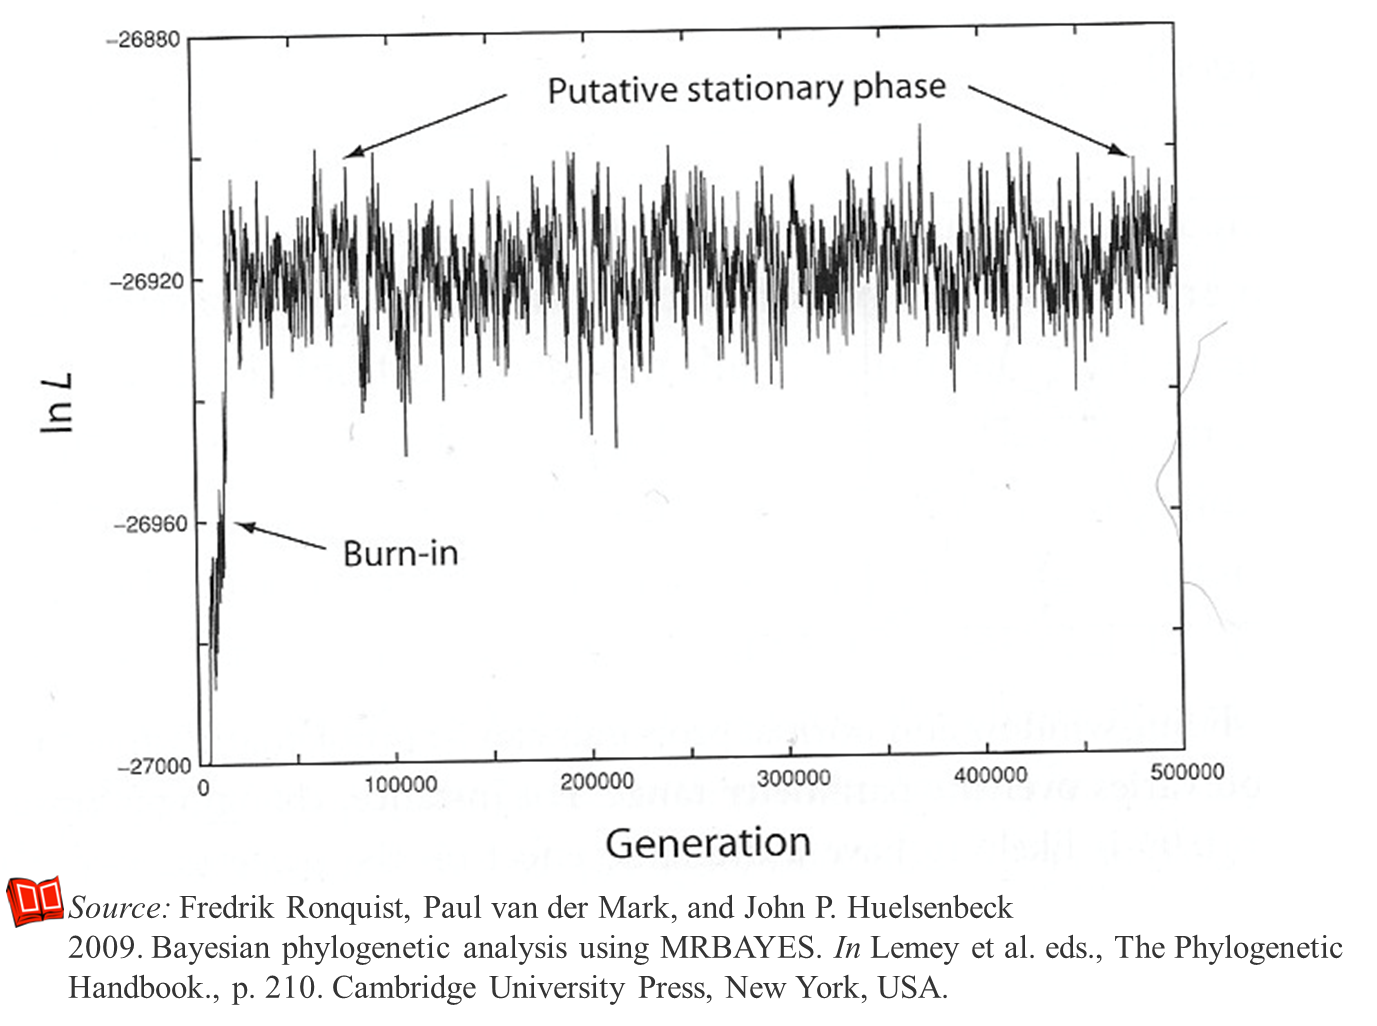 −26880
Putative stationary phase
−26920
ln L
−26960
Burn-in
−27000
0 100000 200000 300000 400000 500000
Generation
Source: Fredrik Ronquist, Paul van der Mark, and John P. Huelsenbeck
2009. Bayesian phylogenetic analysis using MRBAYES. In Lemey et al. eds., The Phylogenetic
Handbook., p. 210. Cambridge University Press, New York, USA.